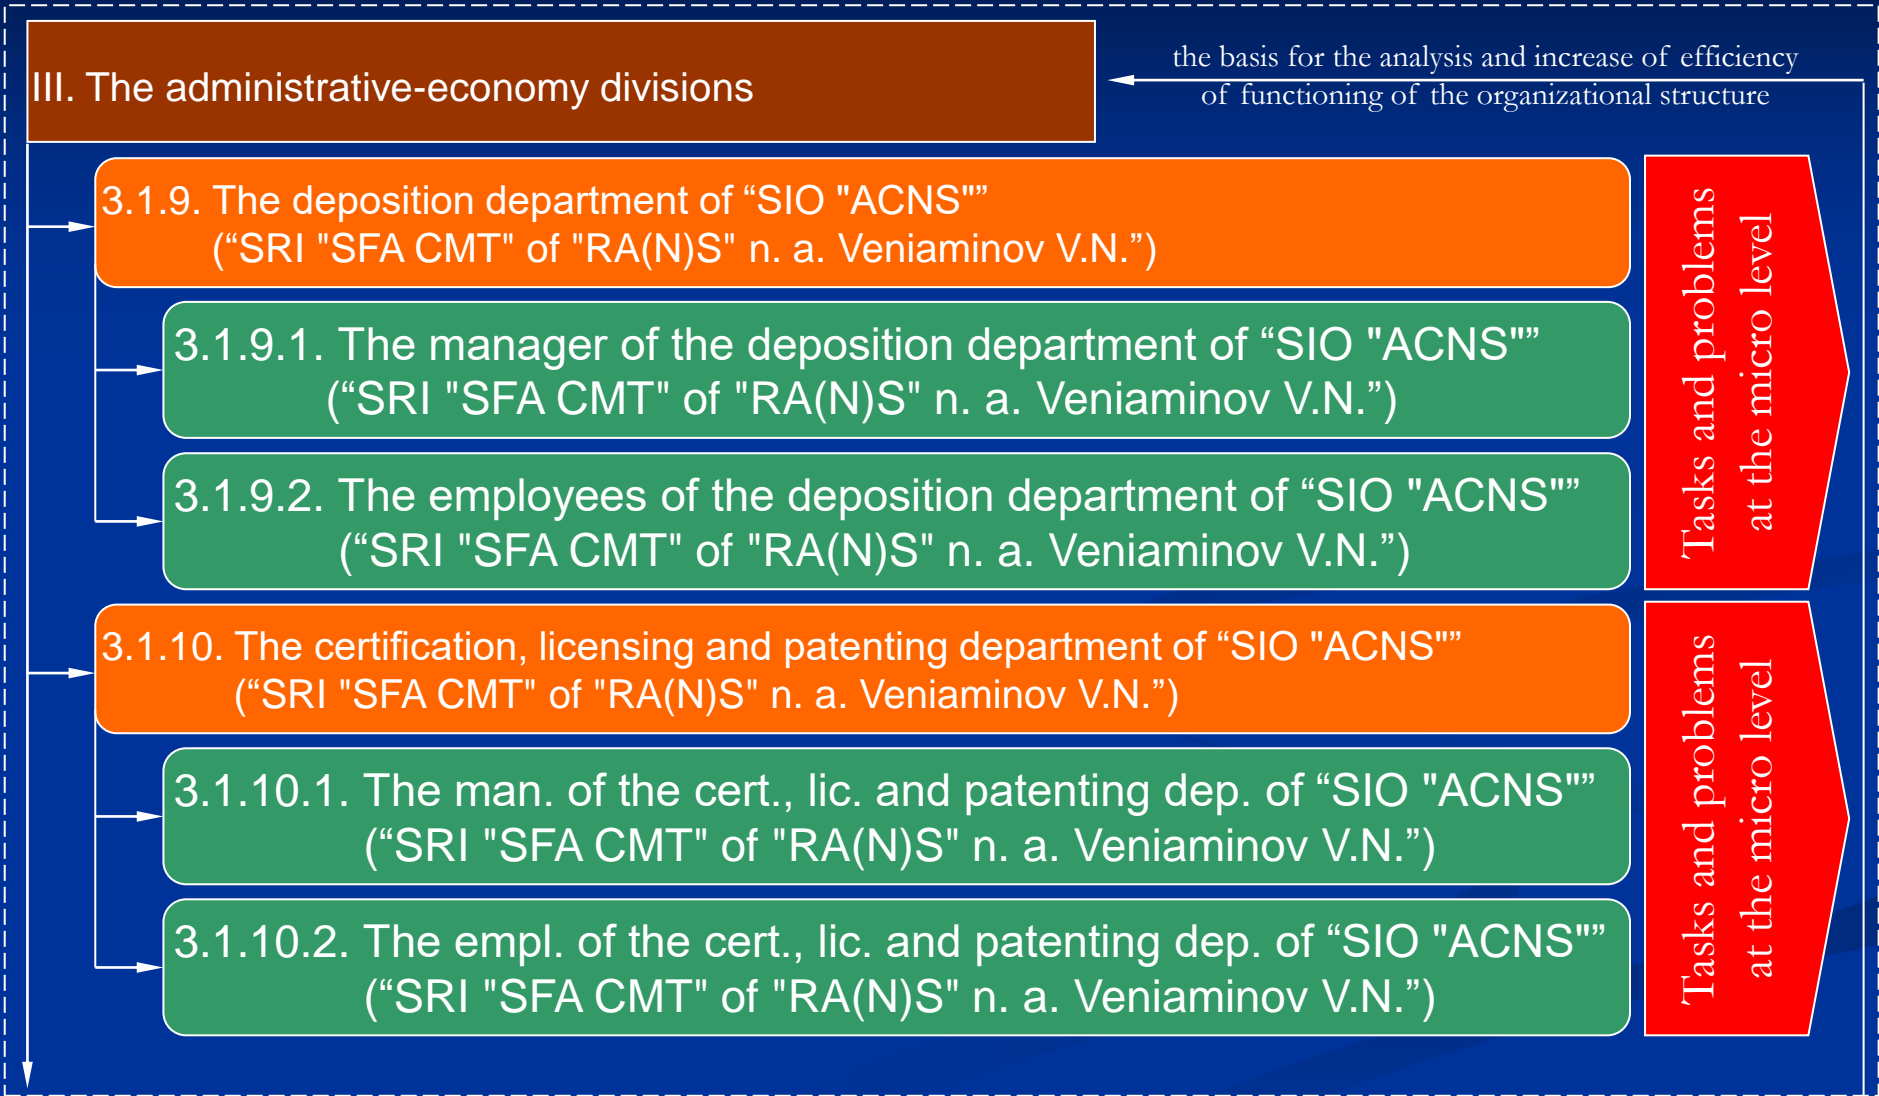 III. The administrative-economy divisions
the basis for the analysis and increase of efficiency
of functioning of the organizational structure
3.1.9. The deposition department of “SIO "ACNS"”
(“SRI "SFA CMT" of "RA(N)S" n. a. Veniaminov V.N.”)
3.1.9.1. The manager of the deposition department of “SIO "ACNS"”
(“SRI "SFA CMT" of "RA(N)S" n. a. Veniaminov V.N.”)
3.1.9.2. The employees of the deposition department of “SIO "ACNS"”
(“SRI "SFA CMT" of "RA(N)S" n. a. Veniaminov V.N.”)
Tasks and problems
at the micro level
3.1.10. The certification, licensing and patenting department of “SIO "ACNS"”
(“SRI "SFA CMT" of "RA(N)S" n. a. Veniaminov V.N.”)
3.1.10.1. The man. of the cert., lic. and patenting dep. of “SIO "ACNS"”
(“SRI "SFA CMT" of "RA(N)S" n. a. Veniaminov V.N.”)
3.1.10.2. The empl. of the cert., lic. and patenting dep. of “SIO "ACNS"”
(“SRI "SFA CMT" of "RA(N)S" n. a. Veniaminov V.N.”)
Tasks and problems
at the micro level